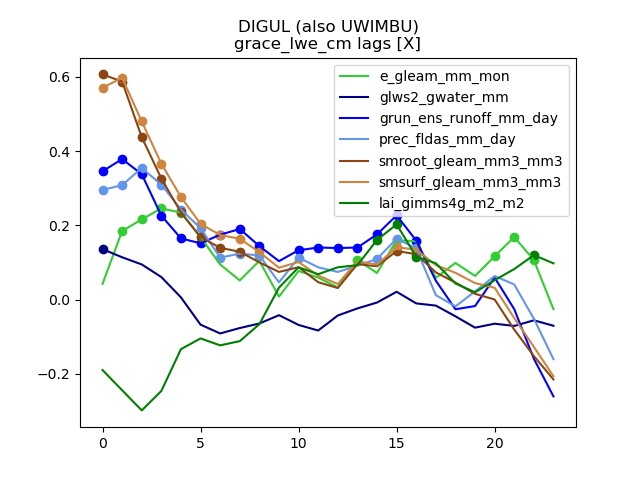 DIGUL (also UWIMBU)
grace_lwe_cm lags [X]
e_gleam_mm_mon
glws2_gwater_mm
grun_ens_runoff_mm_day
prec_fldas_mm_day
smroot_gleam_mm3_mm3
smsurf_gleam_mm3_mm3
lai_gimms4g_m2_m2
0.6
0.4
0.2
0.0
−0.2
0 5 10 15 20